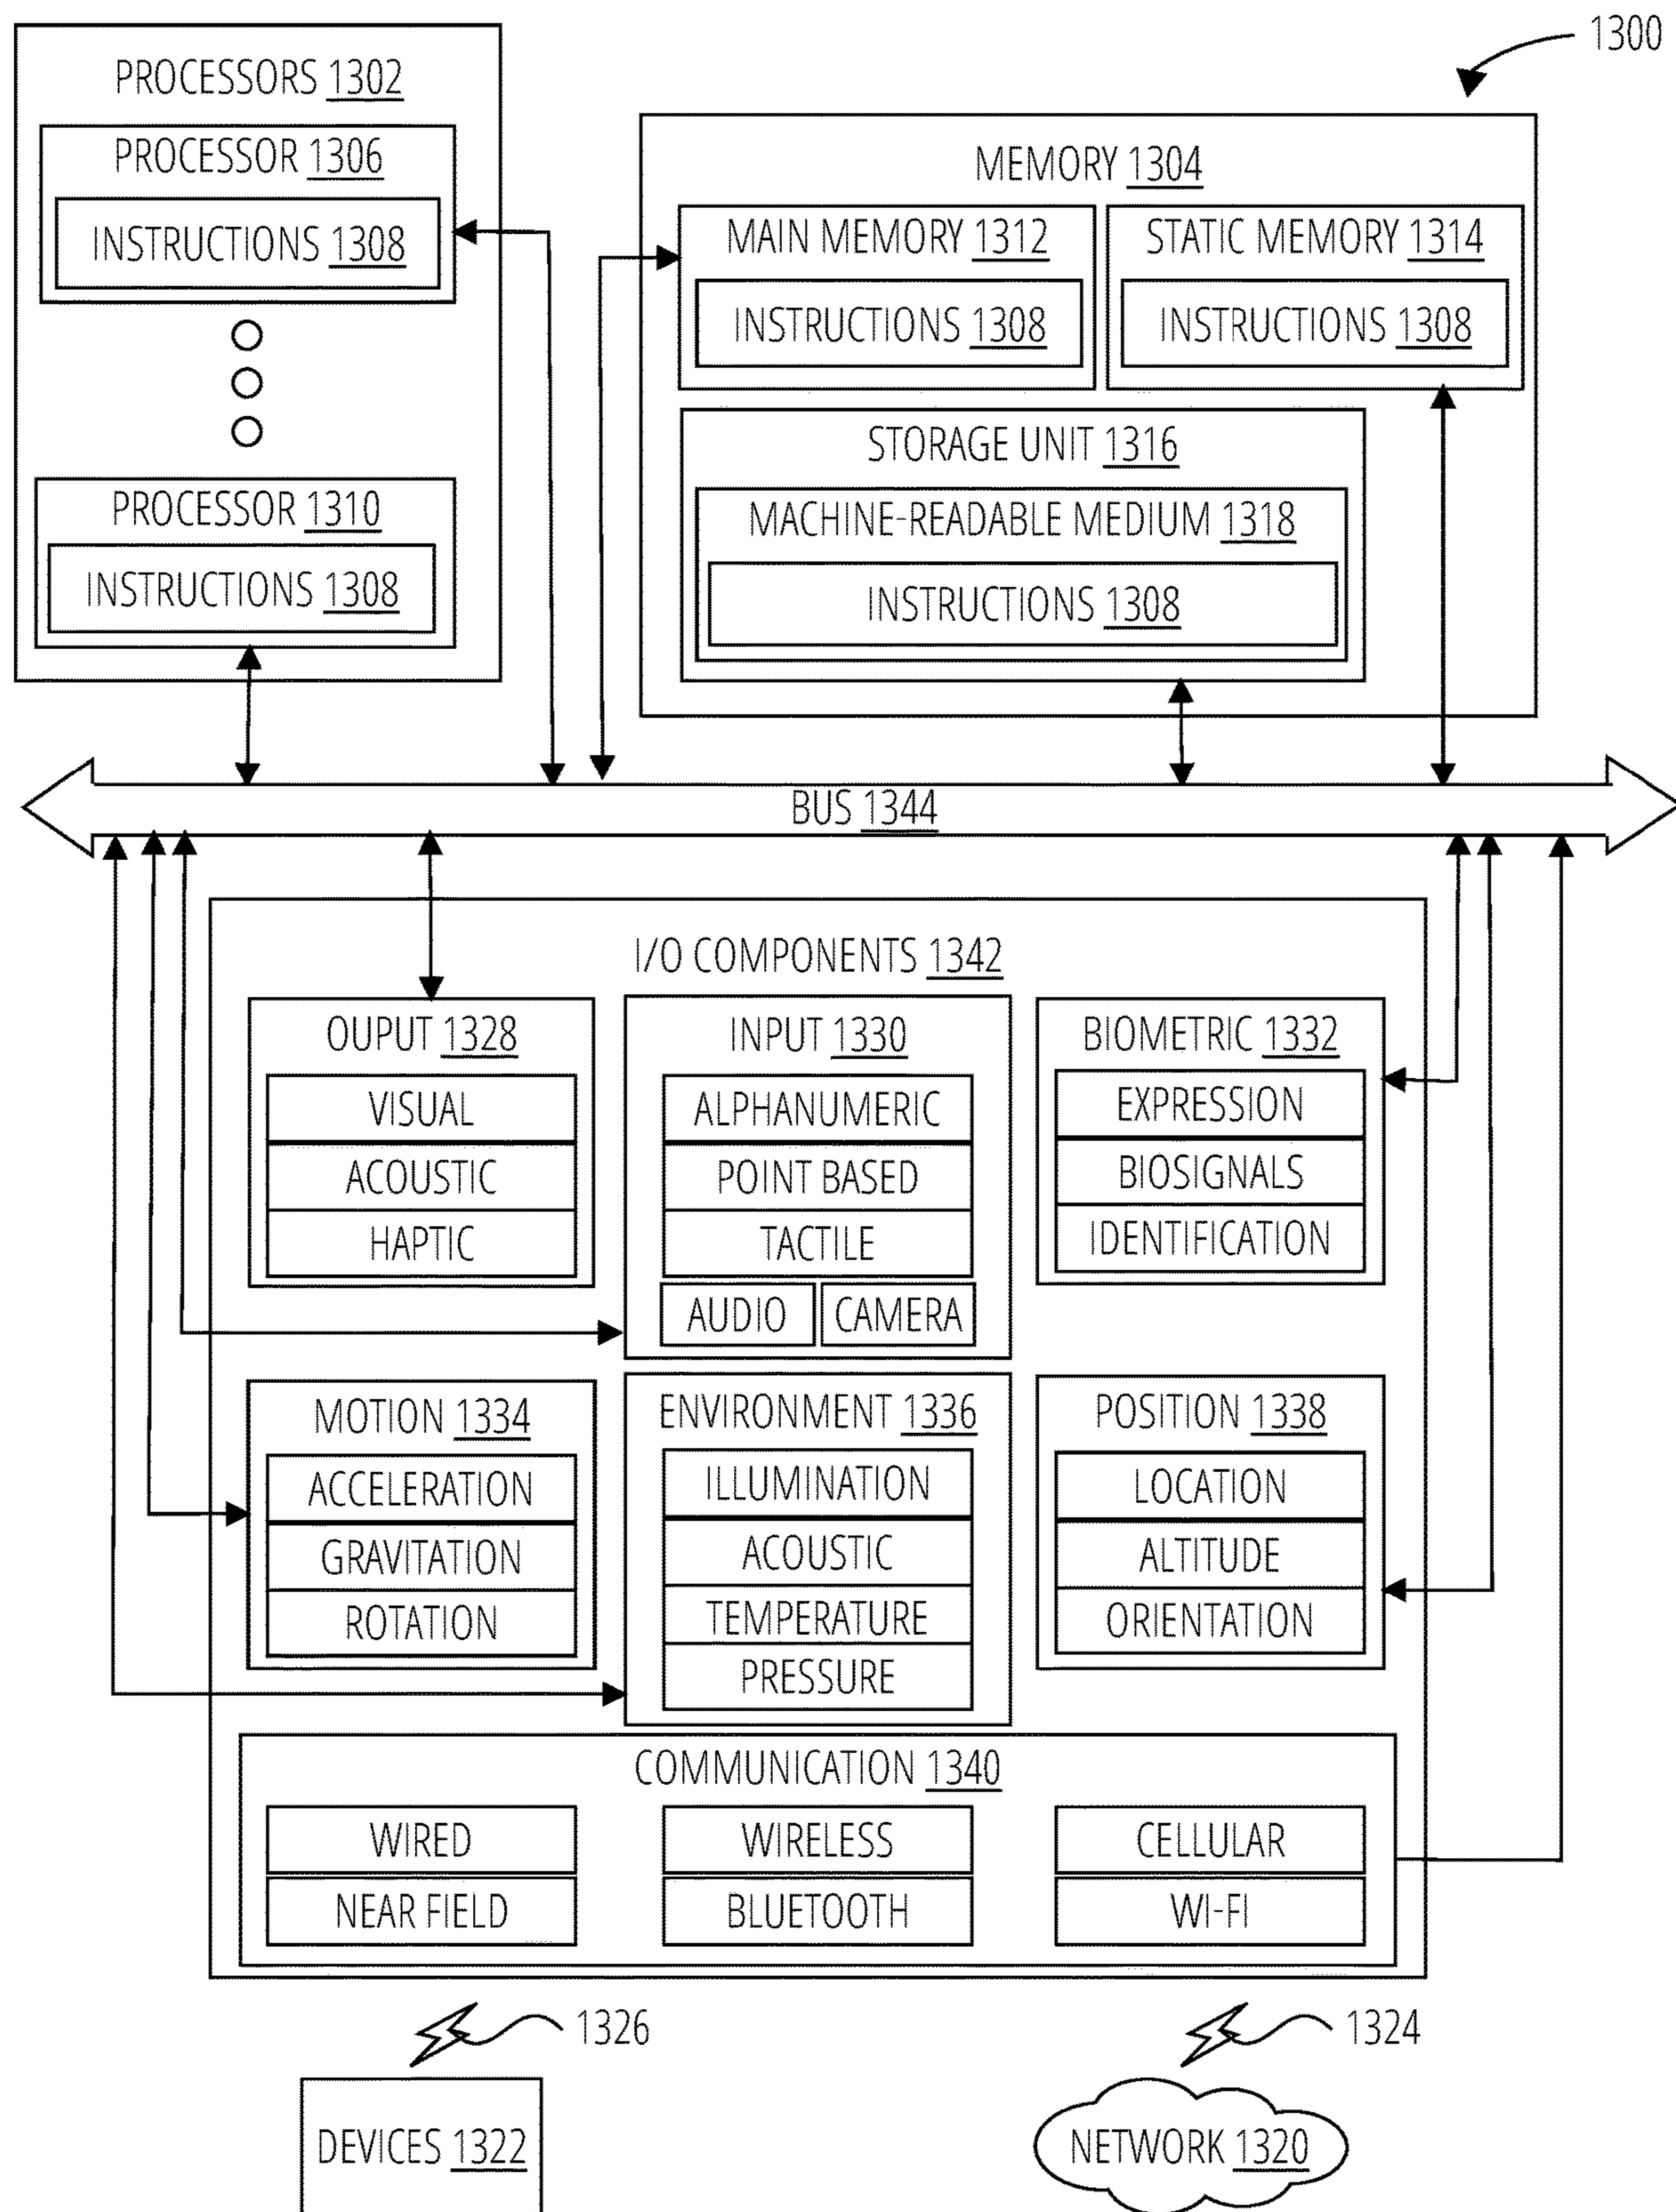 1300
PROCESSORS 1302
PROCESSOR 1306
INSTRUCTIONS 1308
PROCESSOR 1310
INSTRUCTIONS 1308
MEMORY 1304
MAIN MEMORY 1312
INSTRUCTIONS 1308
STATIC MEMORY 1314
INSTRUCTIONS 1308
STORAGE UNIT 1316
MACHINE-READABLE MEDIUM 1318
INSTRUCTIONS 1308
BUS 1344
I/O COMPONENTS 1342
OUPUT 1328
VISUAL
ACOUSTIC
HAPTIC
INPUT 1330
ALPHANUMERIC
POINT BASED
TACTILE
AUDIO
CAMERA
BIOMETRIC 1332
EXPRESSION
BIOSIGNALS
IDENTIFICATION
MOTION 1334
ACCELERATION
GRAVITATION
ROTATION
ENVIRONMENT 1336
ILLUMINATION
ACOUSTIC
TEMPERATURE
PRESSURE
POSITION 1338
LOCATION
ALTITUDE
ORIENTATION
COMMUNICATION 1340
WIRED
WIRELESS
CELLULAR
NEAR FIELD
BLUETOOTH
WI-FI
1326
1324
DEVICES 1322
NETWORK 1320